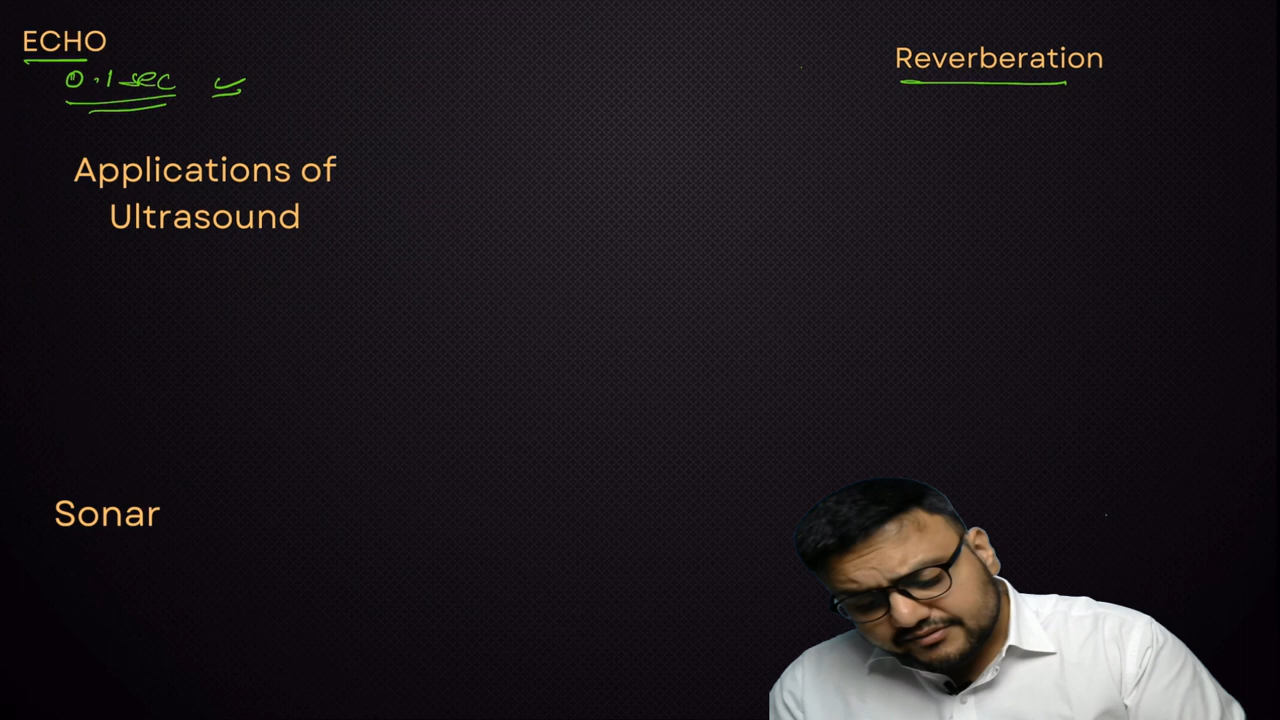 ECHO
0.1 sec
Reverberation
Applications of
Ultrasound
Sonar